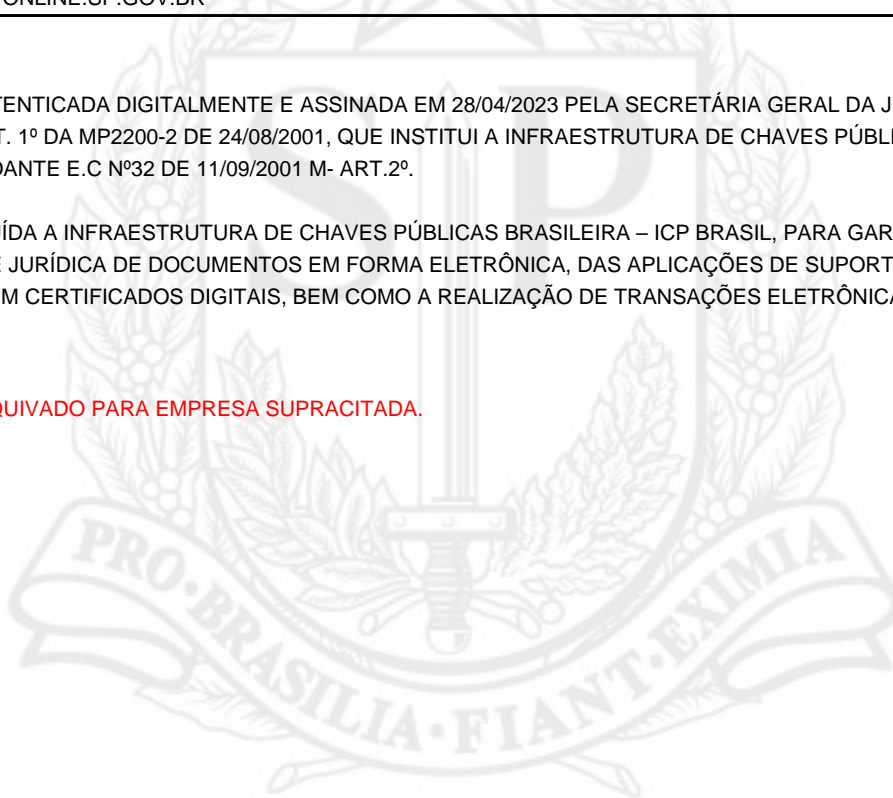 TENTICADA DIGITALMENTE E ASSINADA EM 28/04/2023 PELA SECRETÁRIA GERAL DA J
T. 1º DA MP2200-2 DE 24/08/2001, QUE INSTITUI A INFRAESTRUTURA DE CHAVES PÚBL
DANTE E.C Nº32 DE 11/09/2001 M- ART.2º.
ÍDA A INFRAESTRUTURA DE CHAVES PÚBLICAS BRASILEIRA – ICP BRASIL, PARA GAR
E JURÍDICA DE DOCUMENTOS EM FORMA ELETRÔNICA, DAS APLICAÇÕES DE SUPORT
M CERTIFICADOS DIGITAIS, BEM COMO A REALIZAÇÃO DE TRANSAÇÕES ELETRÔNICA
QUIVADO PARA EMPRESA SUPRACITADA.
SP
PRO·BRASILIA·FIANT·EXIMIA